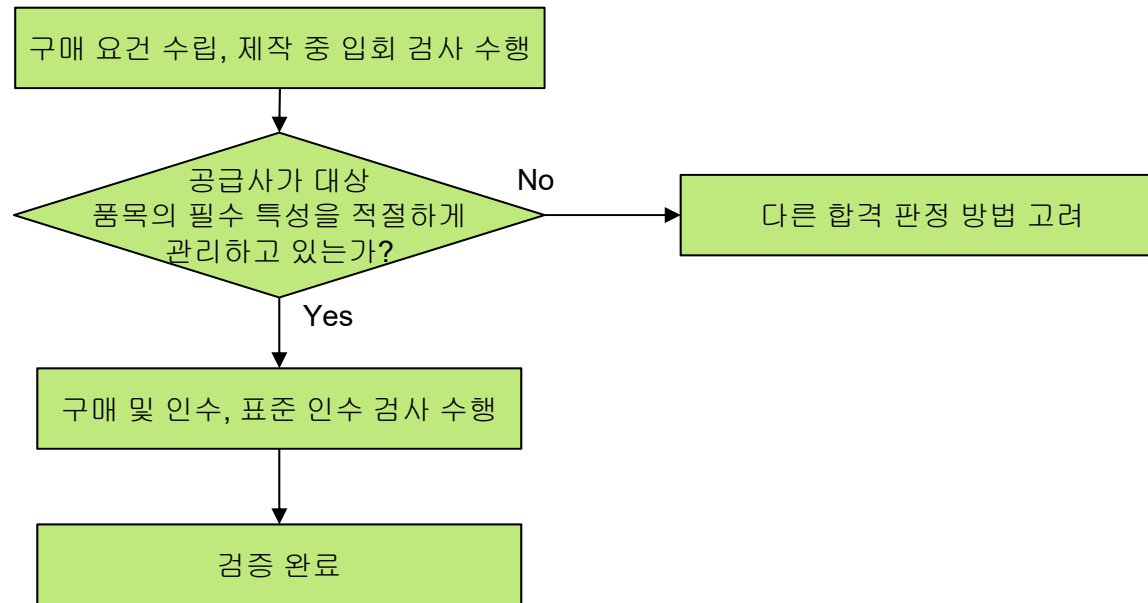 구매 요건 수립, 제작 중 입회 검사 수행
공급사가 대상
품목의 필수 특성을 적절하게
관리하고 있는가?
No
다른 합격 판정 방법 고려
Yes
구매 및 인수, 표준 인수 검사 수행
검증 완료